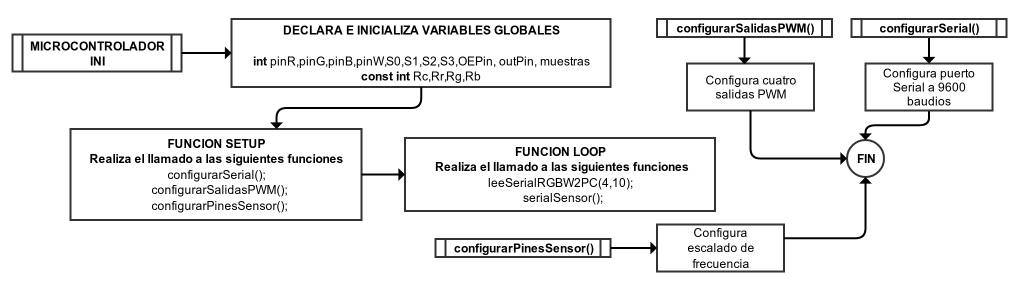 MICROCONTROLADOR
INI
DECLARA E INICIALIZA VARIABLES GLOBALES
int pinR,pinG,pinB,pinW,S0,S1,S2,S3,OEPin, outPin, muestras
const int Rc,Rr,Rg,Rb
FUNCION SETUP
Realiza el llamado a las siguientes funciones
configurarSerial();
configurarSalidasPWM();
configurarPinesSensor();
FUNCION LOOP
Realiza el llamado a las siguientes funciones
leeSerialRGBW2PC(4,10);
serialSensor();
configurarSalidasPWM()
Configura cuatro
salidas PWM
configurarSerial()
Configura puerto
Serial a 9600
baudios
FIN
configurarPinesSensor()
Configura
escalado de
frecuencia